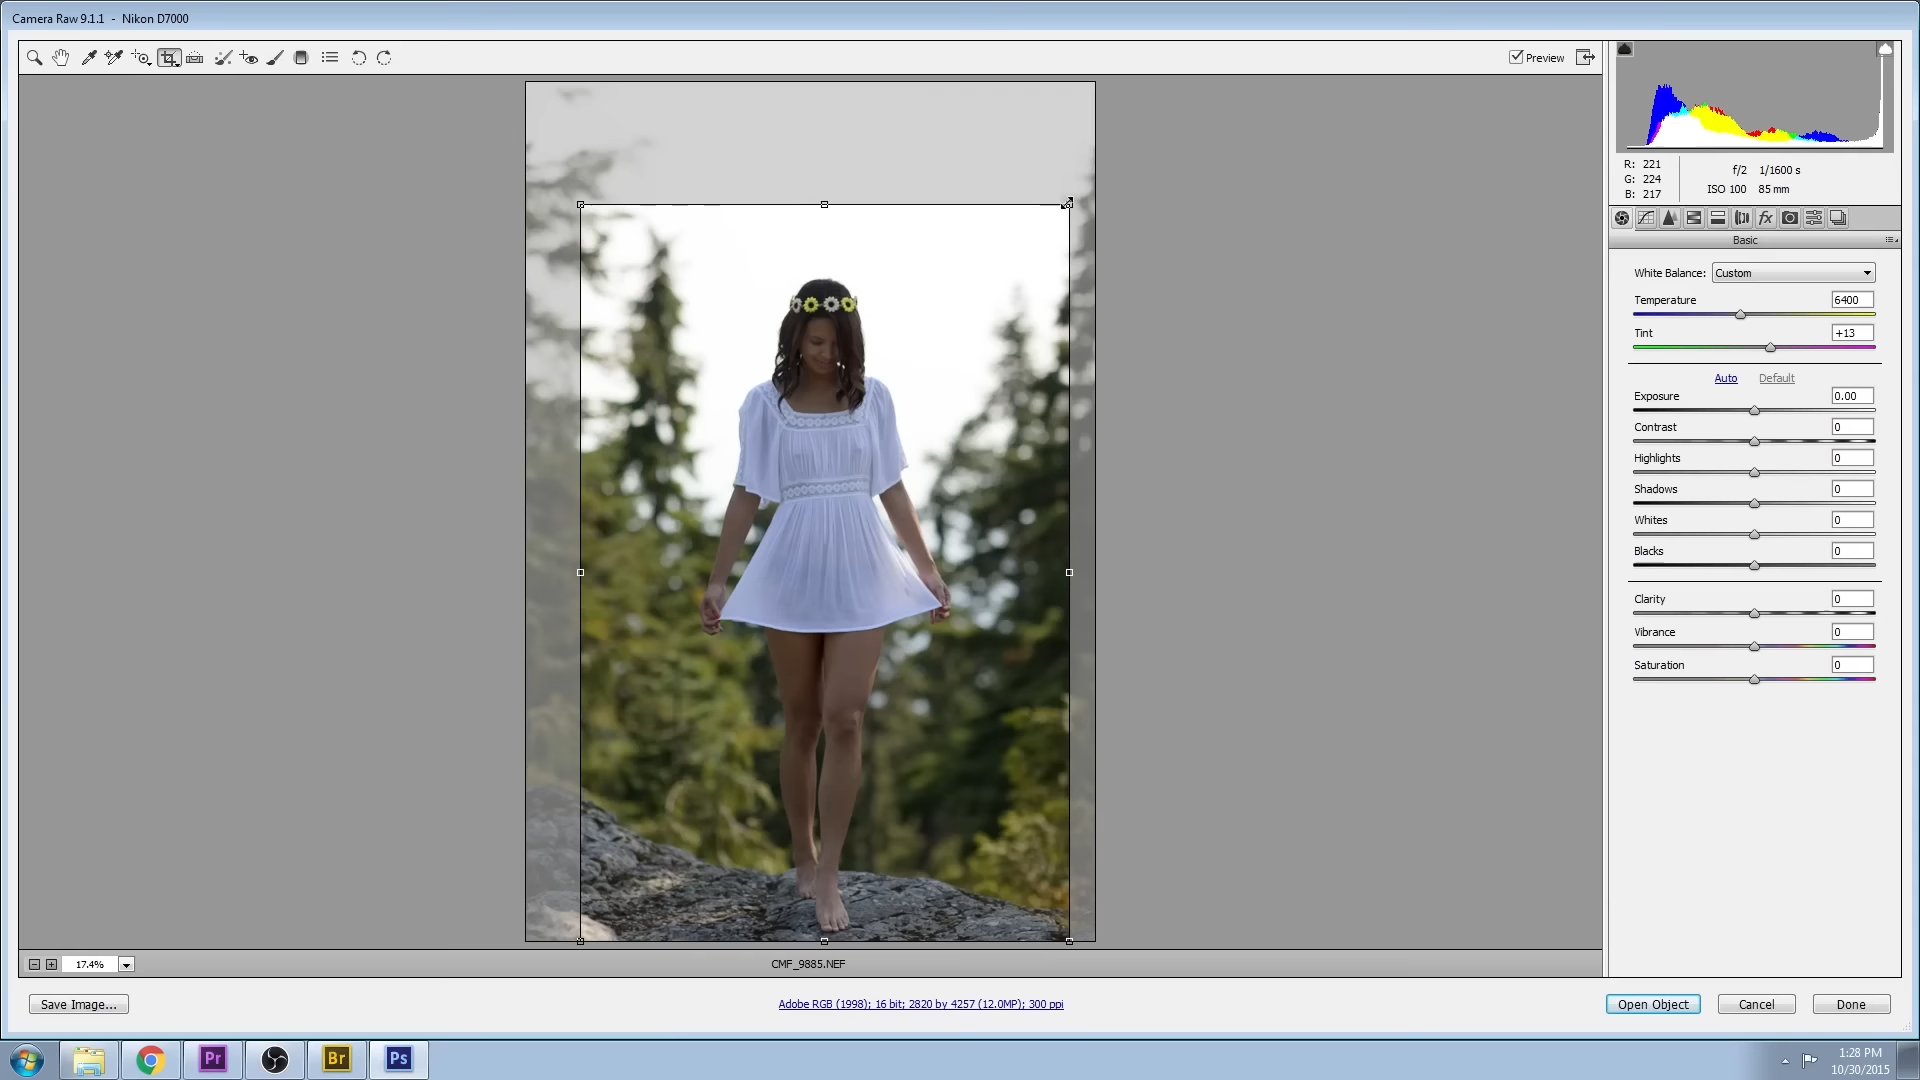 Camera Raw 9.1.1 - Nikon D7000
Preview
R: 221
G: 224
B: 217
f/2 1/1600 s
ISO 100 85 mm
fx
Basic
White Balance: Custom
Temperature 6400
Tint +13
Auto Default
Exposure 0.00
Contrast 0
Highlights 0
Shadows 0
Whites 0
Blacks 0
Clarity 0
Vibrance 0
Saturation 0
17.4%
CMF_9885.NEF
Save Image...
Adobe RGB (1998); 16 bit; 2820 by 4257 (12.0MP); 300 ppi
Open Object
Cancel
Done
Pr
Br
Ps
1:28 PM
10/30/2015